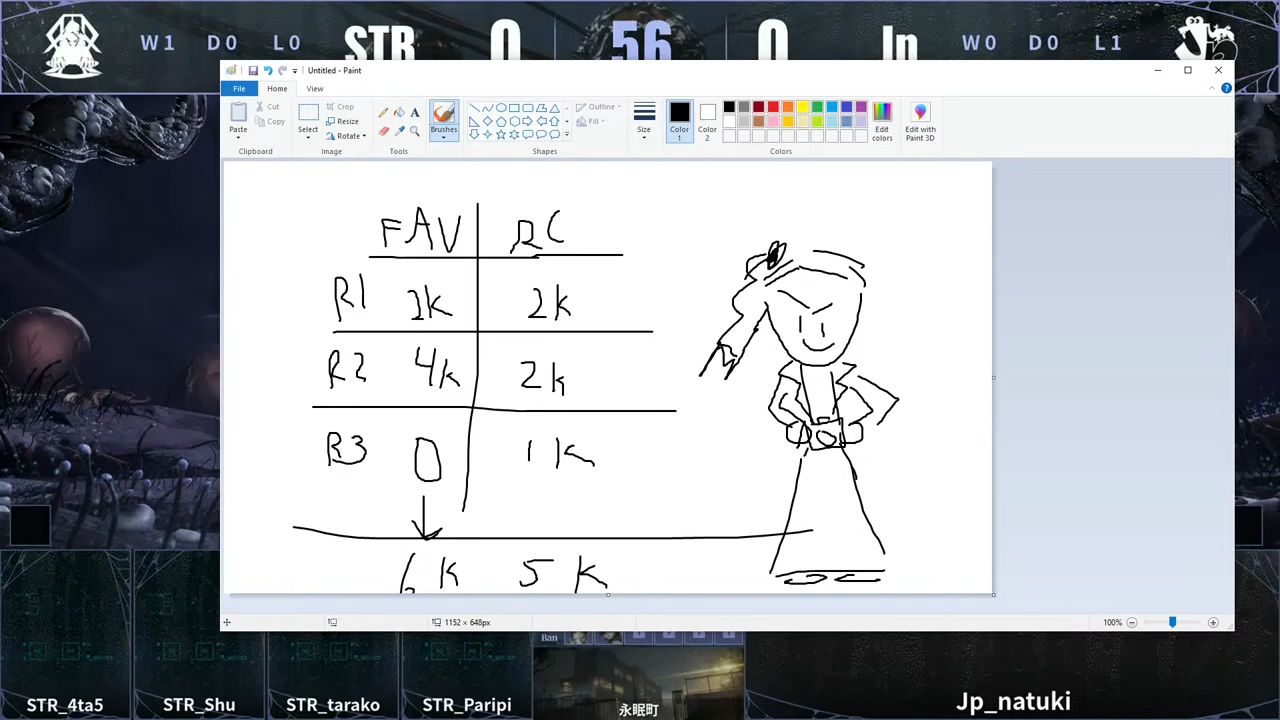 W1 D0 L0 STR 0 56 0 Jp W0 D0 L1
Untitled - Paint
File Home View
Paste
Cut
Copy
Clipboard
Select
Crop
Resize
Rotate
Image
Tools
Brushes
Shapes
Outline
Fill
Size
Color 1
Color 2
Edit colors
Colors
Edit with Paint 3D
FAV RC
R1 2K 2K
R2 4K 2K
R3 0 1K
6K 5K
1152 × 648px
100%
Ban
STR_4ta5
STR_Shu
STR_tarako
STR_Paripi
永眠町
Jp_natuki